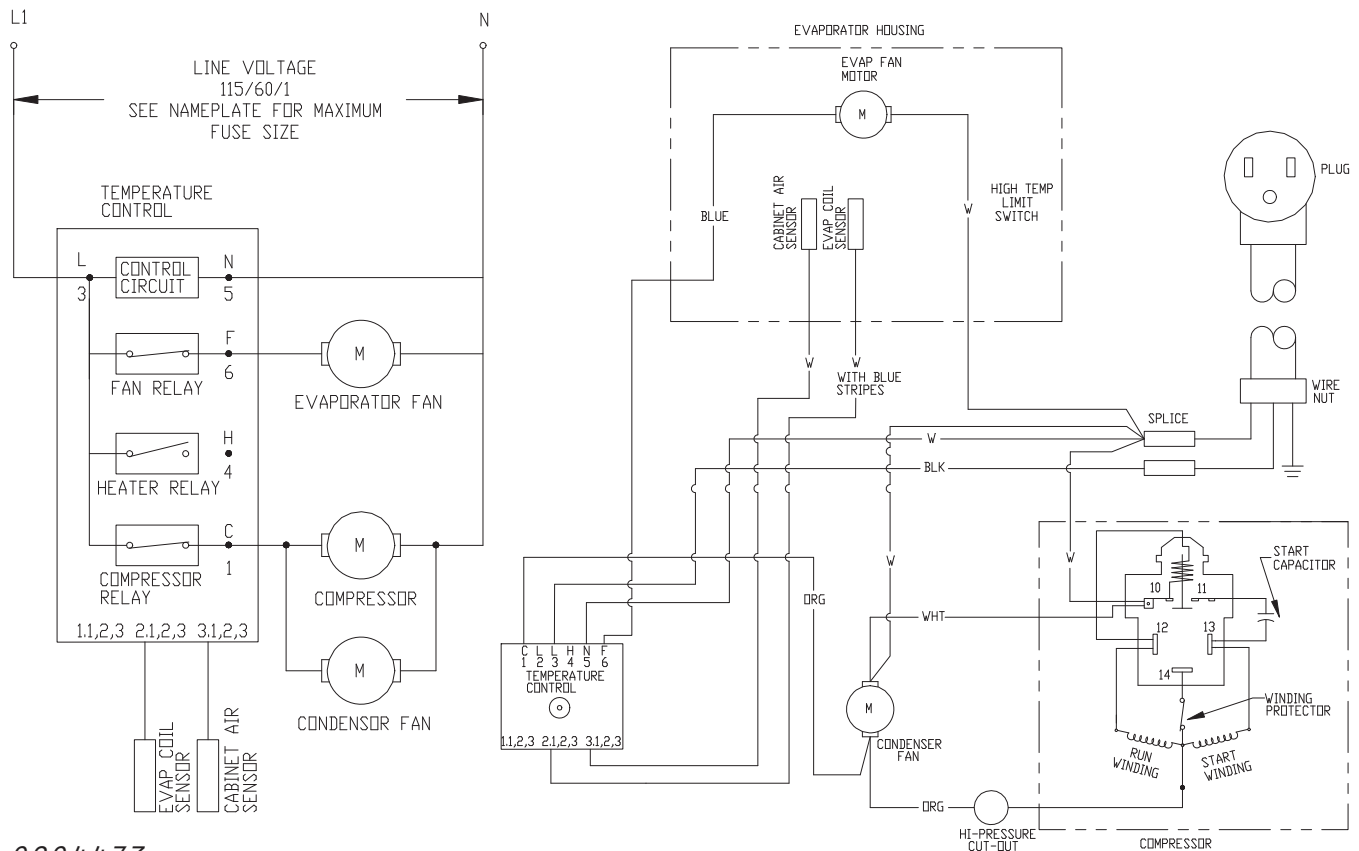 L1
N
LINE VOLTAGE
115/60/1
SEE NAMEPLATE FOR MAXIMUM
FUSE SIZE
TEMPERATURE
CONTROL
L
3
CONTROL
CIRCUIT
N
5
F
6
FAN RELAY
M
EVAPORATOR FAN
H
4
HEATER RELAY
C
1
COMPRESSOR
RELAY
M
COMPRESSOR
1.1,2,3 2.1,2,3 3.1,2,3
M
CONDENSOR FAN
EVAP COIL
SENSOR
CABINET AIR
SENSOR
EVAPORATOR HOUSING
EVAP FAN
MOTOR
M
BLUE
CABINET AIR
SENSOR
EVAP COIL
SENSOR
W
HIGH TEMP
LIMIT
SWITCH
W
W
WITH BLUE
STRIPES
PLUG
WIRE
NUT
SPLICE
W
BLK
W
W
ORG
WHT
C L L H N F
1 2 3 4 5 6
TEMPERATURE
CONTROL
1.1,2,3 2.1,2,3 3.1,2,3
M
CONDENSER
FAN
ORG
HI-PRESSURE
CUT-OUT
START
CAPACITOR
10 11
12 13
14
WINDING
PROTECTOR
RUN
WINDING
START
WINDING
COMPRESSOR